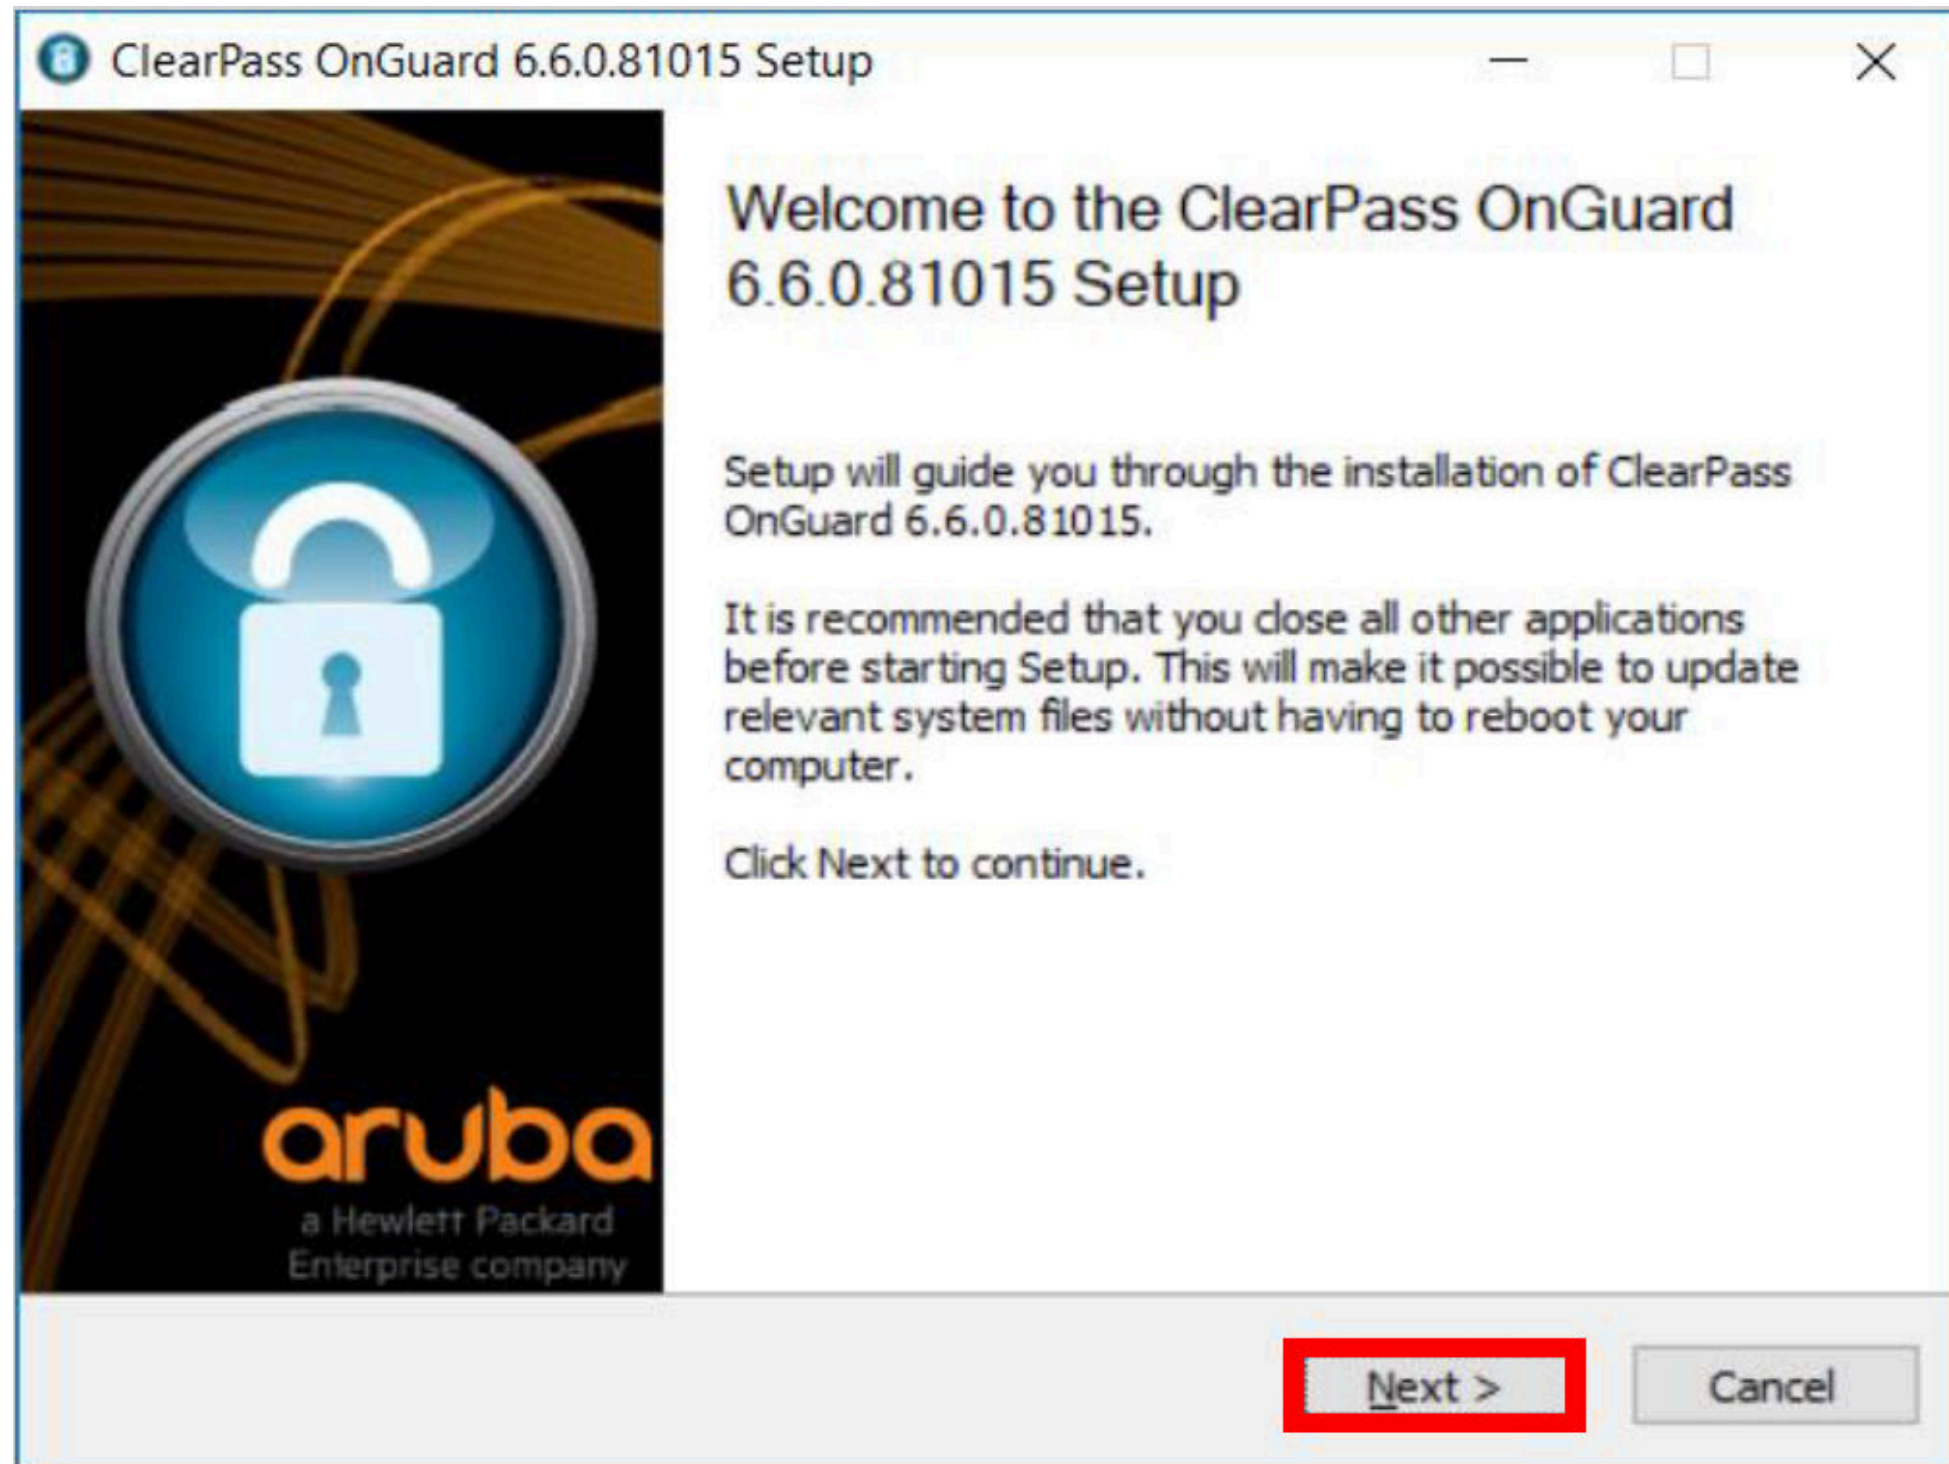 ClearPass OnGuard 6.6.0.81015 Setup
Welcome to the ClearPass OnGuard
6.6.0.81015 Setup
Setup will guide you through the installation of ClearPass
OnGuard 6.6.0.81015.
It is recommended that you close all other applications
before starting Setup. This will make it possible to update
relevant system files without having to reboot your
computer.
Click Next to continue.
aruba
a Hewlett Packard
Enterprise company
Next >
Cancel